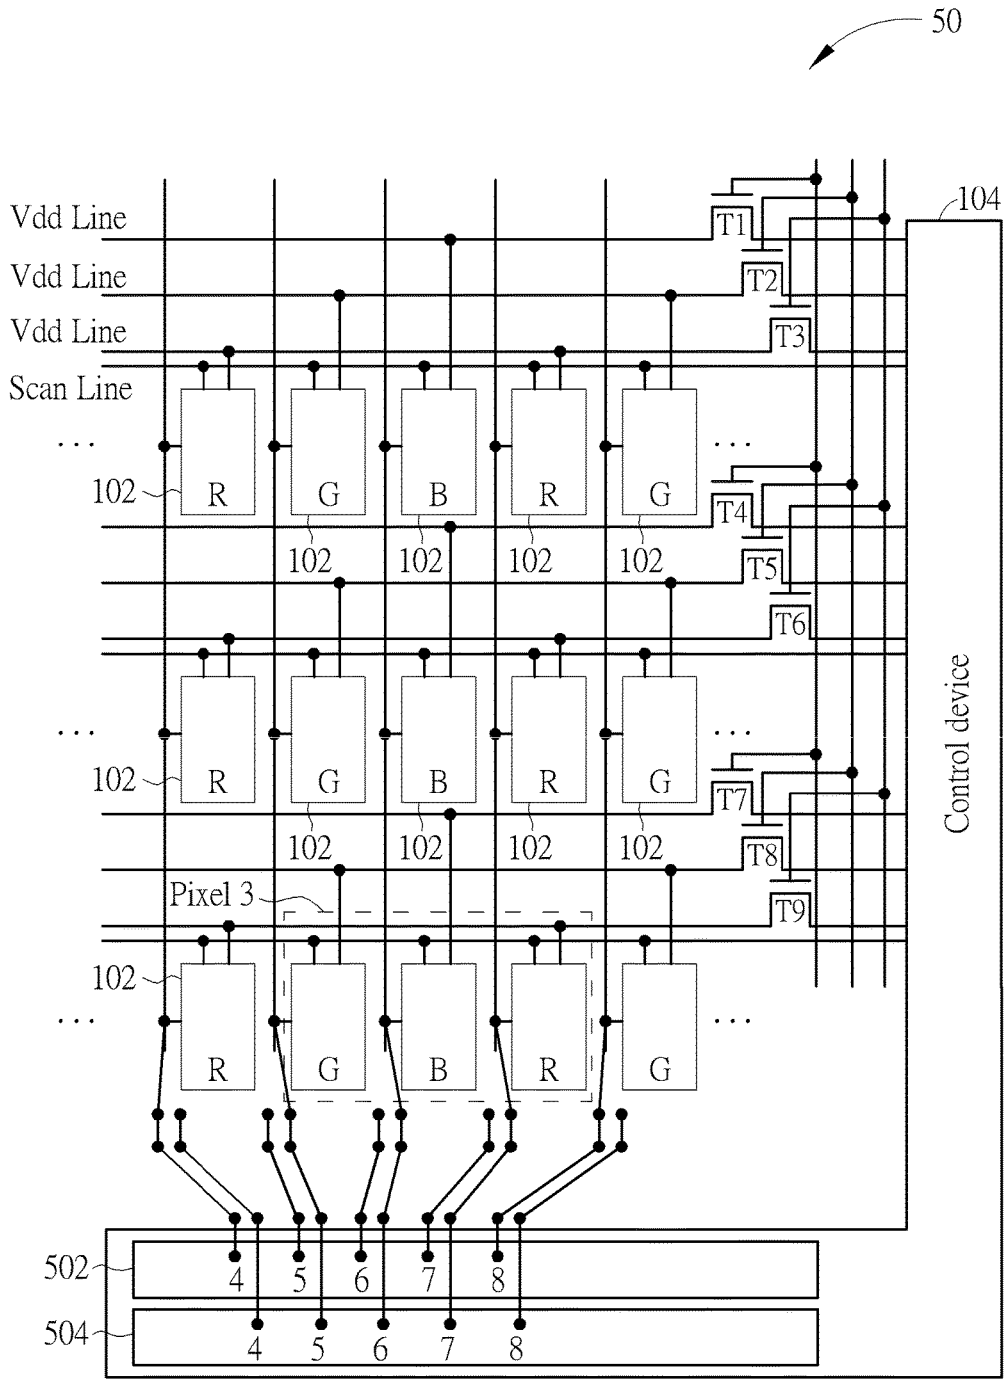 50
104
Vdd Line
T1
Vdd Line
T2
Vdd Line
T3
Scan Line
... ...
R G B R G
102
102 102 102 102
T4
T5
T6
Control device
... ...
R G B R G
102
102 102 102 102
T7
T8
Pixel 3
T9
102
... ...
R G B R G
502
4 5 6 7 8
504
4 5 6 7 8